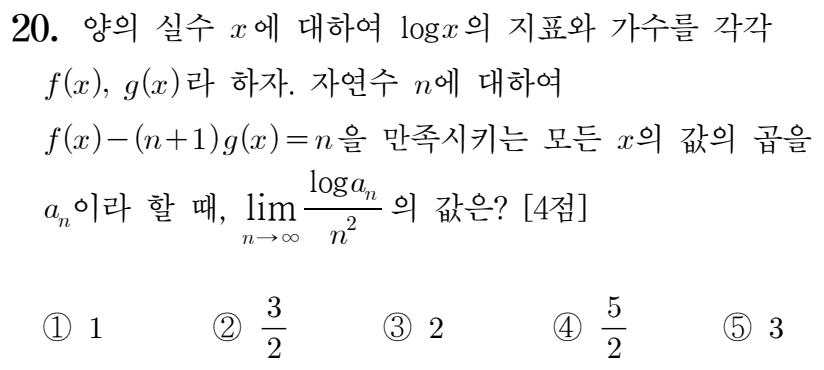 20. 양의 실수 x에 대하여 logx의 지표와 가수를 각각
f(x), g(x)라 하자. 자연수 n에 대하여
f(x)-(n+1)g(x)=n을 만족시키는 모든 x의 값의 곱을
aₙ이라 할 때, lim_{n→∞} \frac{log aₙ}{n²} 의 값은? [4점]
① 1 ② \frac{3}{2} ③ 2 ④ \frac{5}{2} ⑤ 3